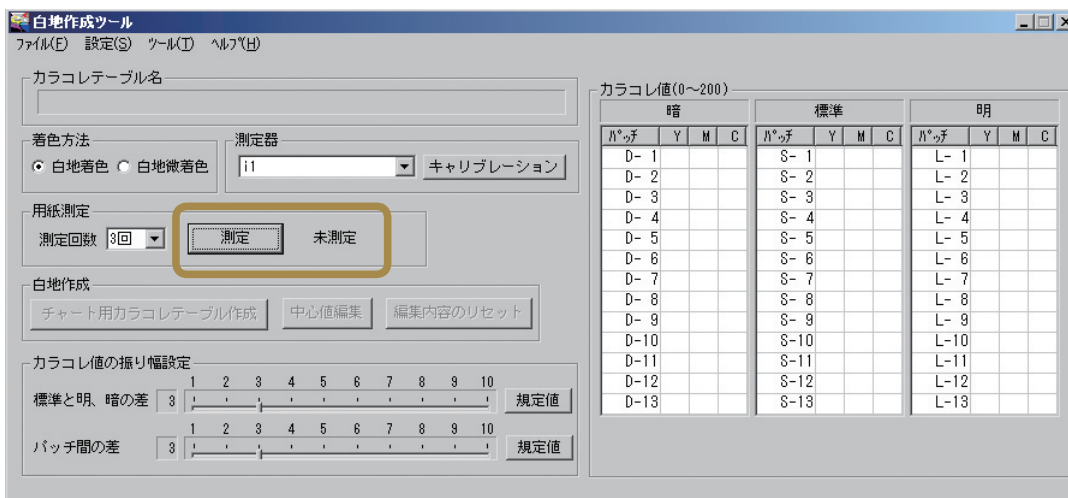 白地作成ツール
ファイル(F) 設定(S) ツール(T) ヘルプ(H)
カラコレテーブル名
着色方法
白地着色 白地微着色
測定器
i1 キャリブレーション
用紙測定
測定回数 3回 測定 未測定
白地作成
チャート用カラコレテーブル作成 中心値編集 編集内容のリセット
カラコレ値の振り幅設定
1 2 3 4 5 6 7 8 9 10
標準と明、暗の差 3 規定値
1 2 3 4 5 6 7 8 9 10
パッチ間の差 3 規定値
カラコレ値(0～200)
暗 標準 明
パッチ Y M C パッチ Y M C パッチ Y M C
D- 1 S- 1 L- 1
D- 2 S- 2 L- 2
D- 3 S- 3 L- 3
D- 4 S- 4 L- 4
D- 5 S- 5 L- 5
D- 6 S- 6 L- 6
D- 7 S- 7 L- 7
D- 8 S- 8 L- 8
D- 9 S- 9 L- 9
D-10 S-10 L-10
D-11 S-11 L-11
D-12 S-12 L-12
D-13 S-13 L-13